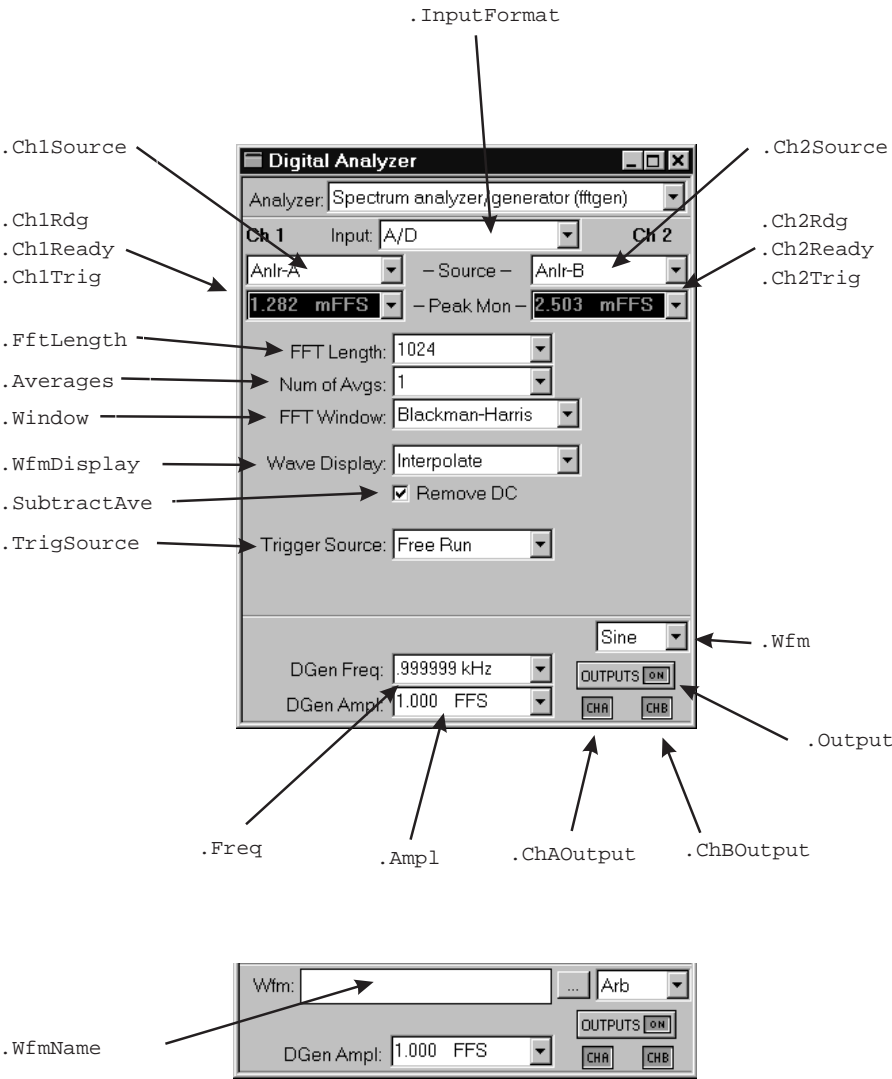 .InputFormat
.Ch1Source
Digital Analyzer
.Ch2Source
Analyzer: Spectrum analyzer/generator (fftgen)
.Ch1Rdg
.Ch1Ready
.Ch1Trig
Ch 1 Input: A/D Ch 2
.Ch2Rdg
.Ch2Ready
.Ch2Trig
Anlr-A – Source – Anlr-B
1.282 mFFS – Peak Mon – 2.503 mFFS
.FftLength
FFT Length: 1024
.Averages
Num of Avgs: 1
.Window
FFT Window: Blackman-Harris
.WfmDisplay
Wave Display: Interpolate
.SubtractAve
Remove DC
.TrigSource
Trigger Source: Free Run
Sine
.Wfm
DGen Freq: .999999 kHz
OUTPUTS ON
DGen Ampl: 1.000 FFS
CHA CHB
.Output
.Freq
.Ampl
.ChAOutput
.ChBOutput
Wfm: ... Arb
OUTPUTS ON
.WfmName
DGen Ampl: 1.000 FFS
CHA CHB